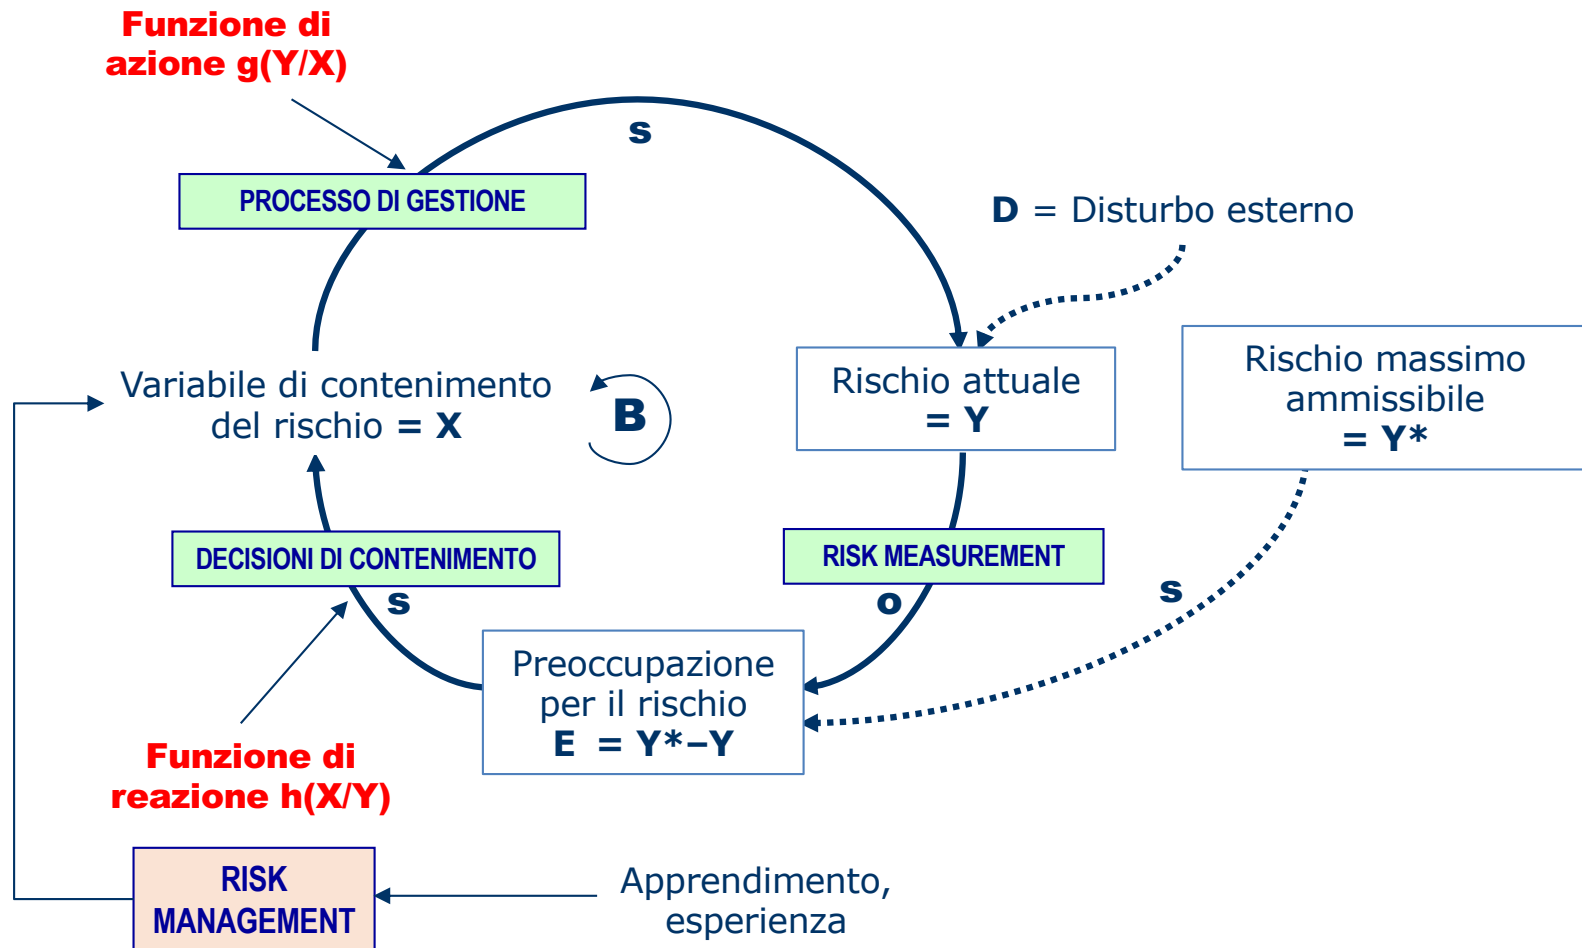 Funzione di
azione g(Y/X)
s
PROCESSO DI GESTIONE
D = Disturbo esterno
Variabile di contenimento
del rischio = X
B
Rischio attuale
= Y
Rischio massimo
ammissibile
= Y*
DECISIONI DI CONTENIMENTO
RISK MEASUREMENT
s
o
s
Preoccupazione
per il rischio
E = Y*–Y
Funzione di
reazione h(X/Y)
RISK
MANAGEMENT
Apprendimento,
esperienza